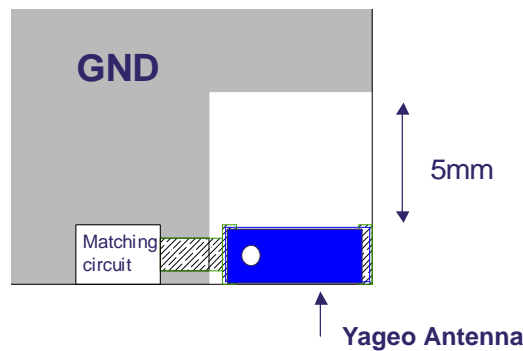 GND
5mm
Matching
circuit
Yageo Antenna